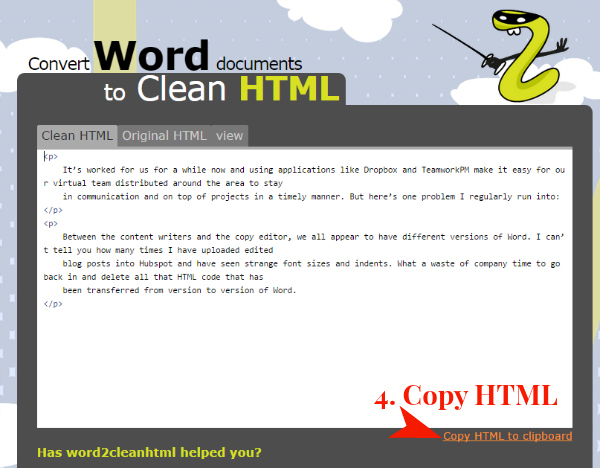 Convert Word documents
to Clean HTML
Clean HTML Original HTML view
<p>
It’s worked for us for a while now and using applications like Dropbox and TeamworkPM make it easy for ou
r virtual team distributed around the area to stay
in communication and on top of projects in a timely manner. But here’s one problem I regularly run into:
</p>
<p>
Between the content writers and the copy editor, we all appear to have different versions of Word. I can’
t tell you how many times I have uploaded edited
blog posts into Hubspot and have seen strange font sizes and indents. What a waste of company time to go
back in and delete all that HTML code that has
been transferred from version to version of Word.
</p>
4. Copy HTML
Copy HTML to clipboard
Has word2cleanhtml helped you?